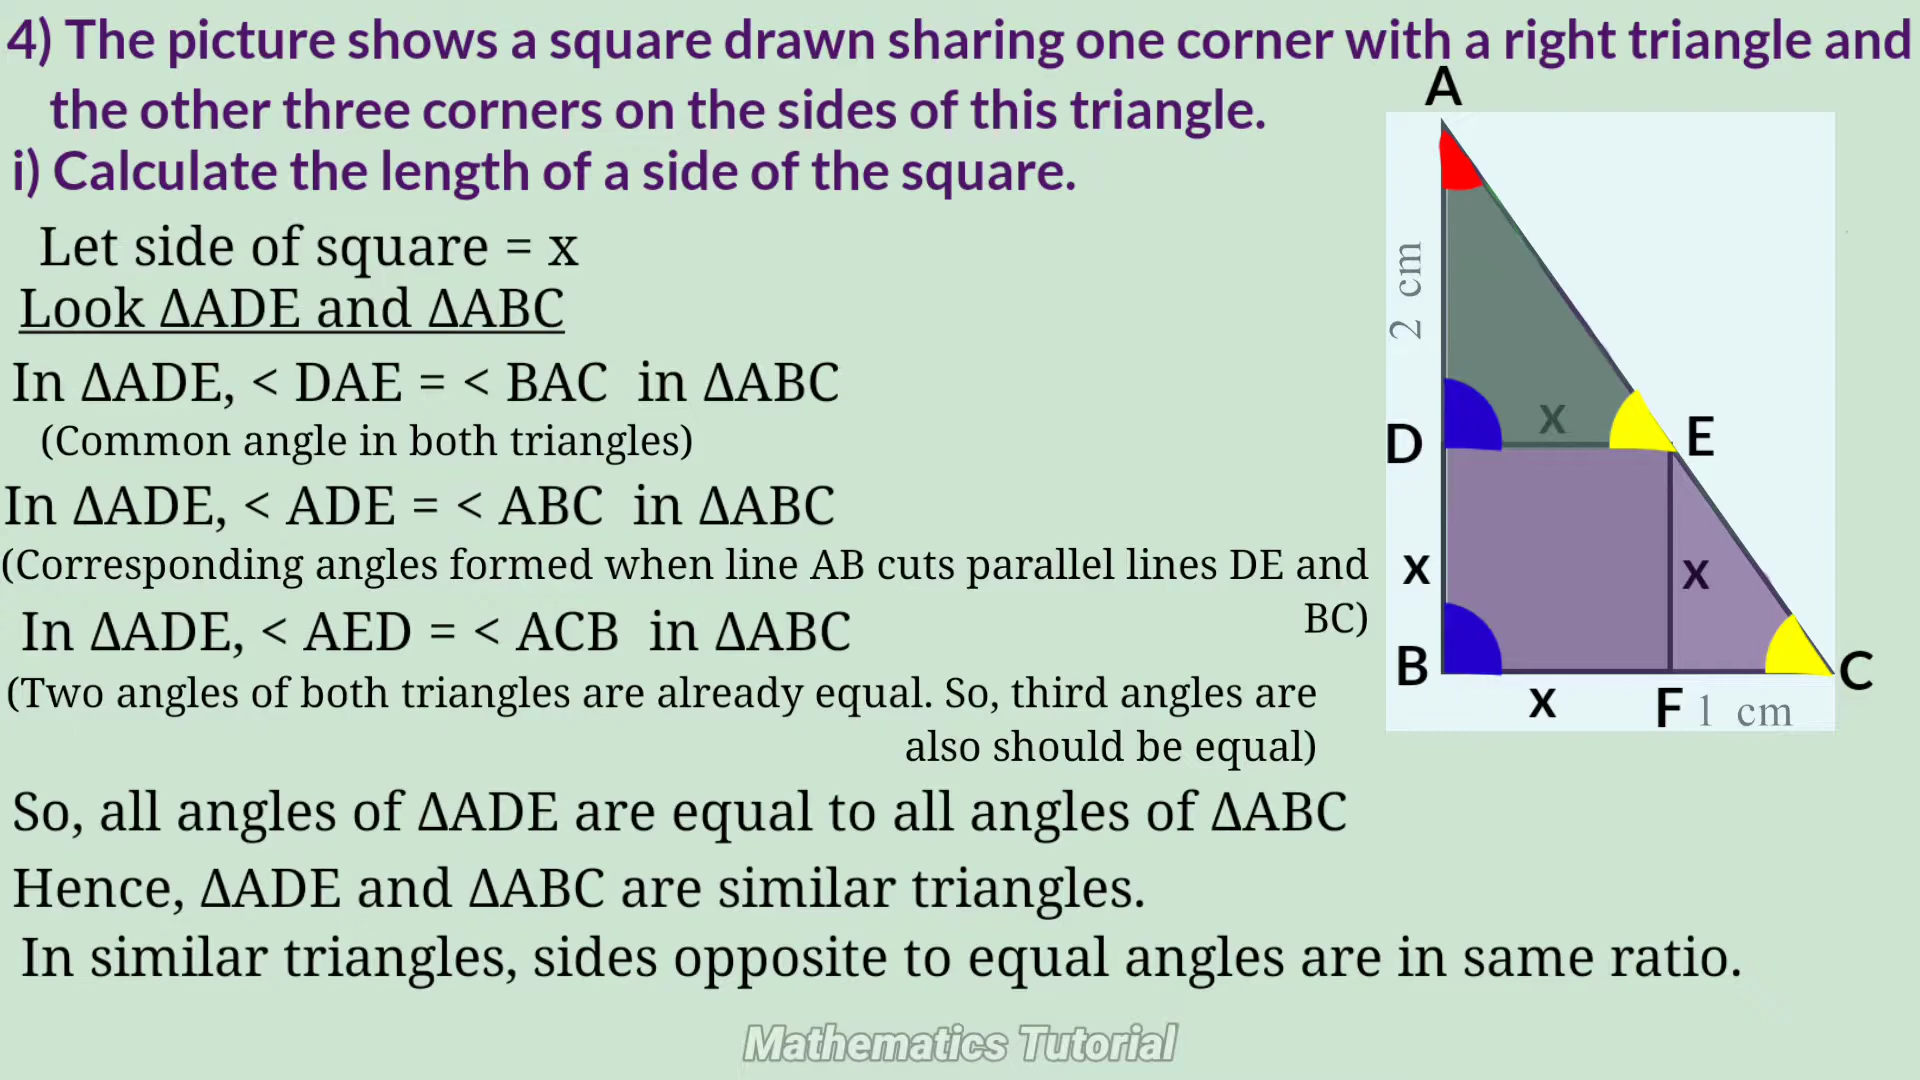 4) The picture shows a square drawn sharing one corner with a right triangle and
the other three corners on the sides of this triangle.
i) Calculate the length of a side of the square.
Let side of square = x
Look ΔADE and ΔABC
In ΔADE, < DAE = < BAC in ΔABC
(Common angle in both triangles)
In ΔADE, < ADE = < ABC in ΔABC
(Corresponding angles formed when line AB cuts parallel lines DE and
BC)
In ΔADE, < AED = < ACB in ΔABC
(Two angles of both triangles are already equal. So, third angles are
also should be equal)
So, all angles of ΔADE are equal to all angles of ΔABC
Hence, ΔADE and ΔABC are similar triangles.
In similar triangles, sides opposite to equal angles are in same ratio.
A
2 cm
x
D
E
x
x
B
C
x
F
1 cm
Mathematics Tutorial